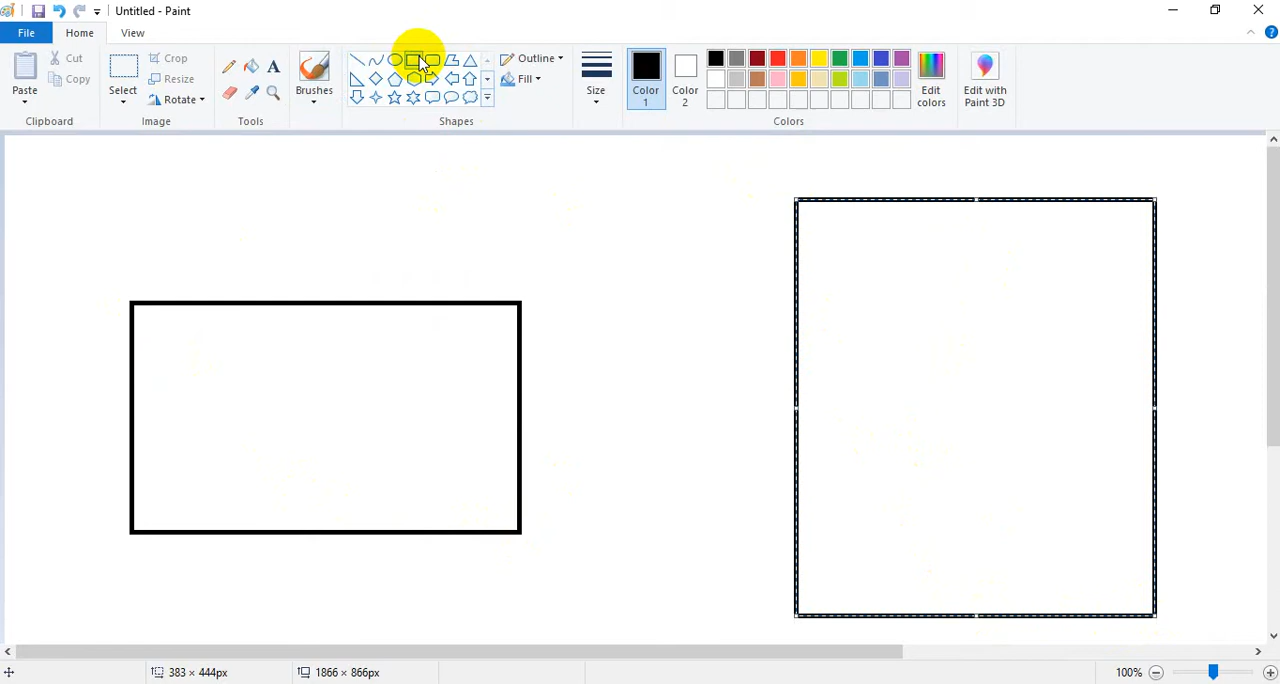 Untitled - Paint
File
Home
View
Paste
Cut
Copy
Clipboard
Select
Crop
Resize
Rotate
Image
A
Tools
Brushes
Outline
Fill
Shapes
Size
Color 1
Color 2
Edit colors
Colors
Edit with Paint 3D
383 × 444px
1866 × 866px
100%